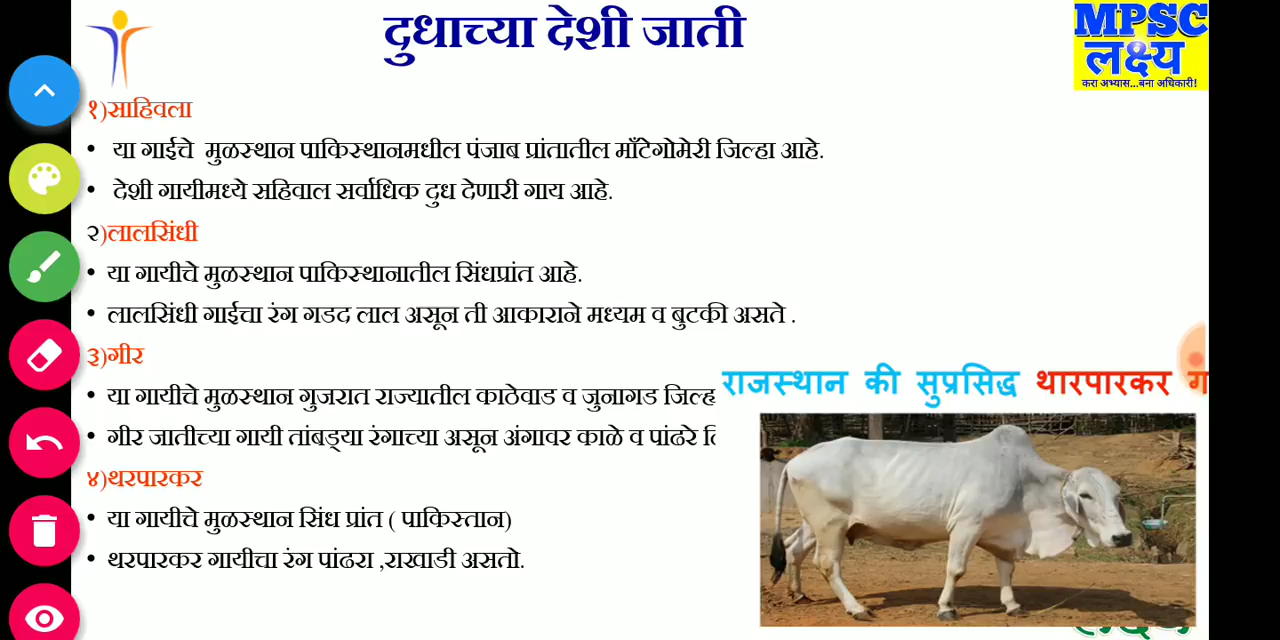 दुधाच्या देशी जाती
MPSC
लक्ष्य
करा अभ्यास...बना अधिकारी!
१)साहिवला
• या गाईचे मुळस्थान पाकिस्थानमधील पंजाब प्रांतातील माँटेगोमेरी जिल्हा आहे.
• देशी गायीमध्ये सहिवाल सर्वाधिक दुध देणारी गाय आहे.
२)लालसिंधी
• या गायीचे मुळस्थान पाकिस्थानातील सिंधप्रांत आहे.
• लालसिंधी गाईचा रंग गडद लाल असून ती आकाराने मध्यम व बुटकी असते .
३)गीर
• या गायीचे मुळस्थान गुजरात राज्यातील काठेवाड व जुनागड
• गीर जातीच्या गायी तांबड्या रंगाच्या असून अंगावर काळे व पांढरे
राजस्थान की सुप्रसिद्ध थारपारकर
४)थरपारकर
• या गायीचे मुळस्थान सिंध प्रांत ( पाकिस्तान)
• थरपारकर गायीचा रंग पांढरा ,राखाडी असतो.